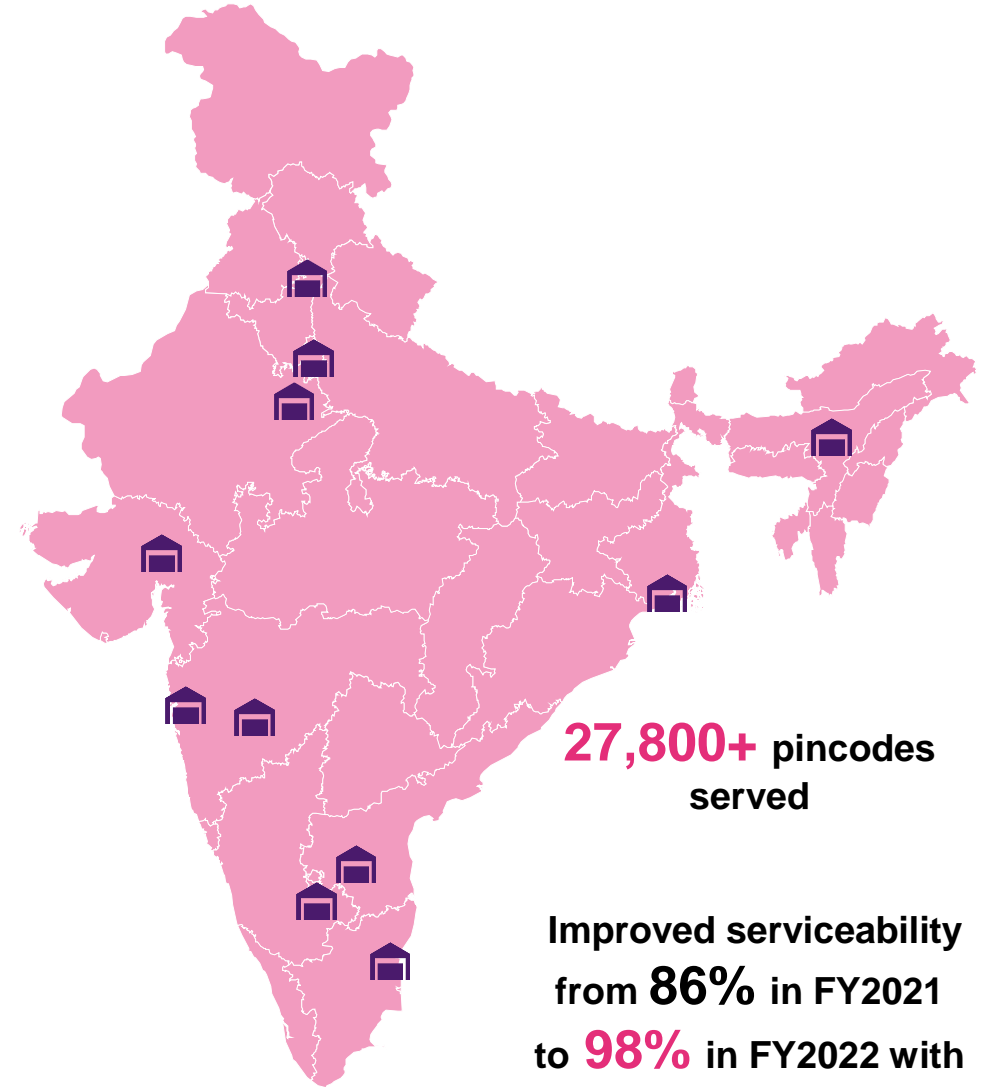 27,800+ pincodes
served
Improved serviceability
from 86% in FY2021
to 98% in FY2022 with